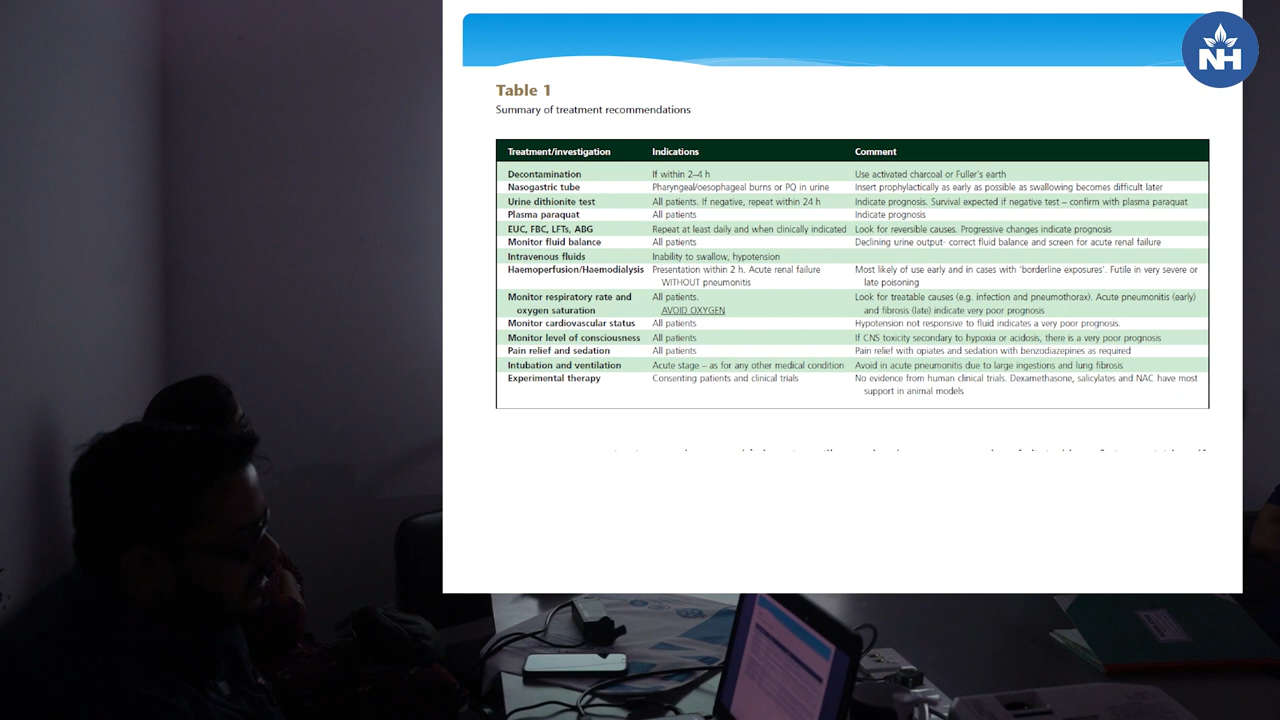 NH
Table 1
Summary of treatment recommendations
Treatment/investigation Indications Comment
Decontamination If within 2–4 h Use activated charcoal or Fuller's earth
Nasogastric tube Pharyngeal/oesophageal burns or PQ in urine Insert prophylactically as early as possible as swallowing becomes difficult later
Urine dithionite test All patients. If negative, repeat within 24 h Indicate prognosis. Survival expected if negative test – confirm with plasma paraquat
Plasma paraquat All patients Indicate prognosis
EUC, FBC, LFTs, ABG Repeat at least daily and when clinically indicated Look for reversible causes. Progressive changes indicate prognosis
Monitor fluid balance All patients Declining urine output- correct fluid balance and screen for acute renal failure
Intravenous fluids Inability to swallow, hypotension
Haemoperfusion/Haemodialysis Presentation within 2 h. Acute renal failure Most likely of use early and in cases with 'borderline exposures'. Futile in very severe or
WITHOUT pneumonitis late poisoning
Monitor respiratory rate and All patients. Look for treatable causes (e.g. infection and pneumothorax). Acute pneumonitis (early)
oxygen saturation AVOID OXYGEN and fibrosis (late) indicate very poor prognosis
Monitor cardiovascular status All patients Hypotension not responsive to fluid indicates a very poor prognosis.
Monitor level of consciousness All patients If CNS toxicity secondary to hypoxia or acidosis, there is a very poor prognosis
Pain relief and sedation All patients Pain relief with opiates and sedation with benzodiazepines as required
Intubation and ventilation Acute stage – as for any other medical condition Avoid in acute pneumonitis due to large ingestions and lung fibrosis
Experimental therapy Consenting patients and clinical trials No evidence from human clinical trials. Dexamethasone, salicylates and NAC have most
support in animal models